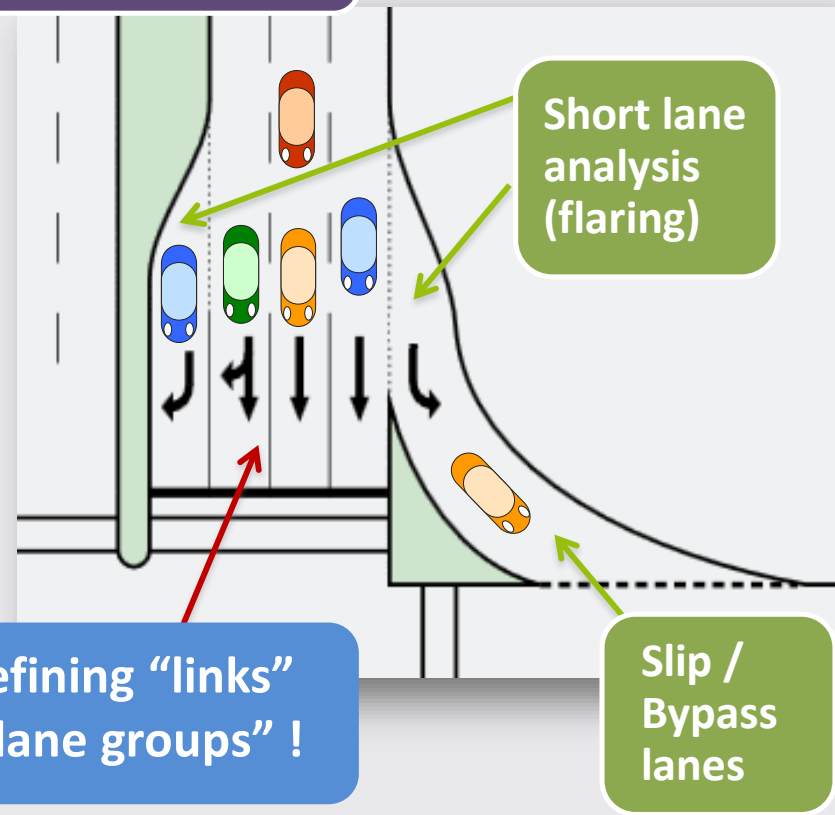 Short lane
analysis
(flaring)
efining “links”
lane groups” !
Slip /
Bypass
lanes